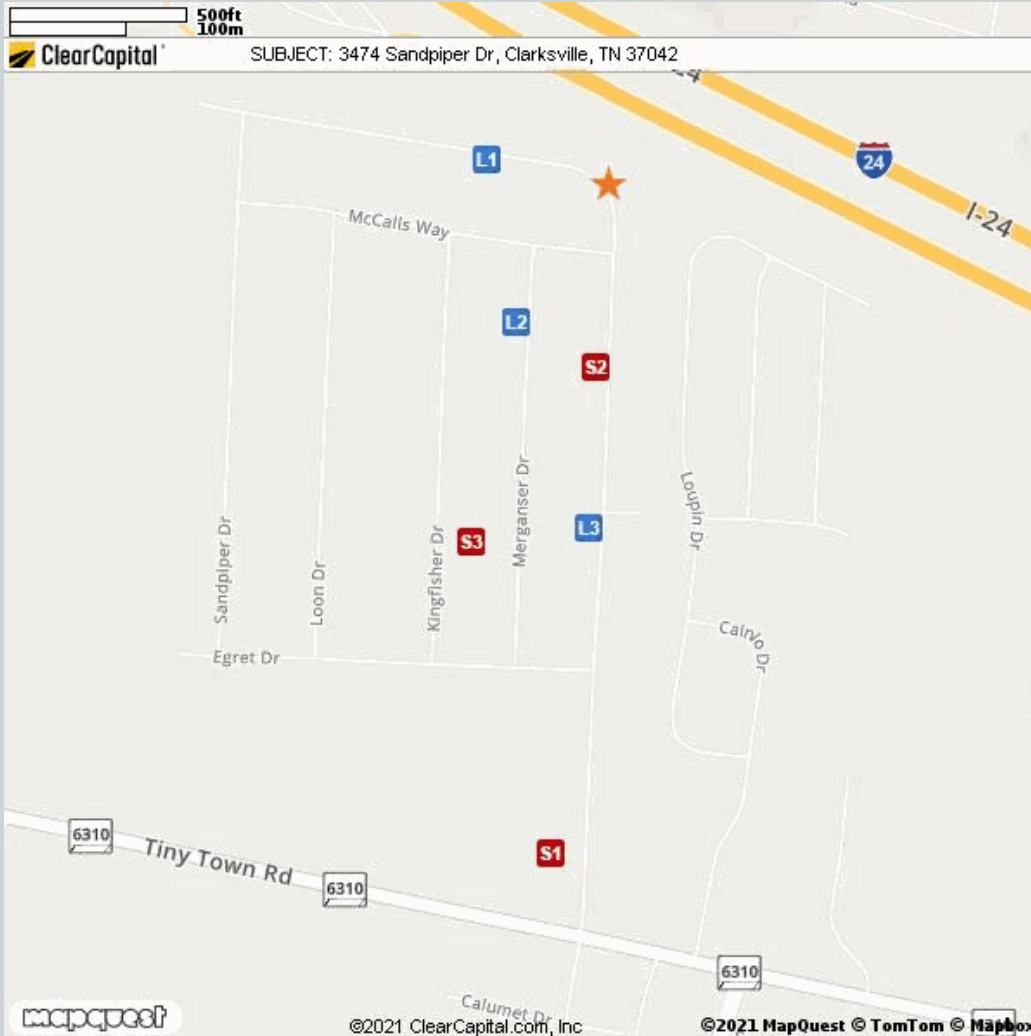 500ft
100m
ClearCapital
SUBJECT: 3474 Sandpiper Dr, Clarksville, TN 37042
24
L1
24
I-24
McCalls Way
L2
S2
Sandpiper Dr
Loon Dr
Kingfisher Dr
S3
Merganser Dr
L3
Loupin Dr
Egret Dr
Dr
6310
Tiny Town Rd
6310
S1
6310
Calumet Dr
mapquest
©2021 ClearCapital.com, Inc
©2021 MapQuest © TomTom © Mapbox